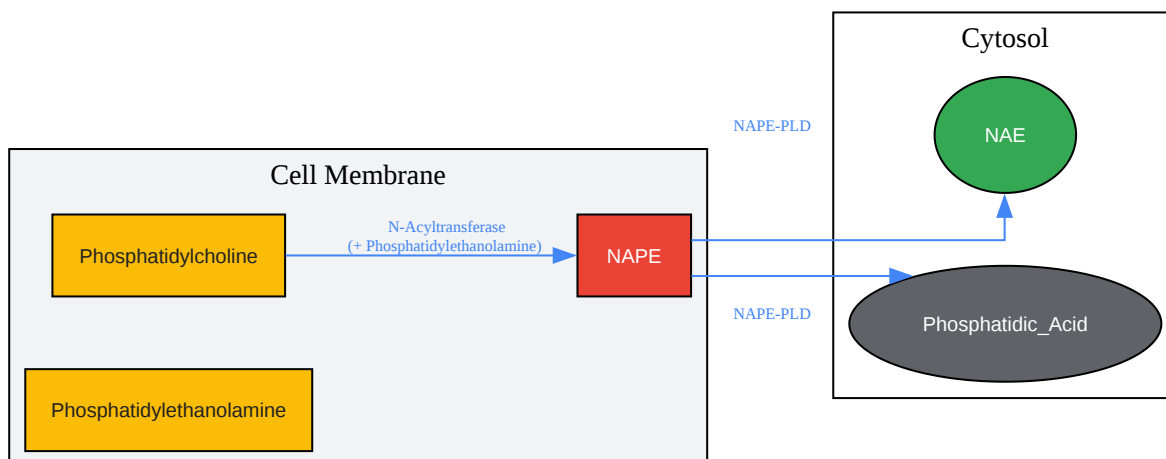 Cytosol
NAPE-PLD
NAE
Cell Membrane
N-Acyltransferase
(+ Phosphatidylethanolamine)
Phosphatidylcholine
NAPE
NAPE-PLD
Phosphatidic_Acid
Phosphatidylethanolamine